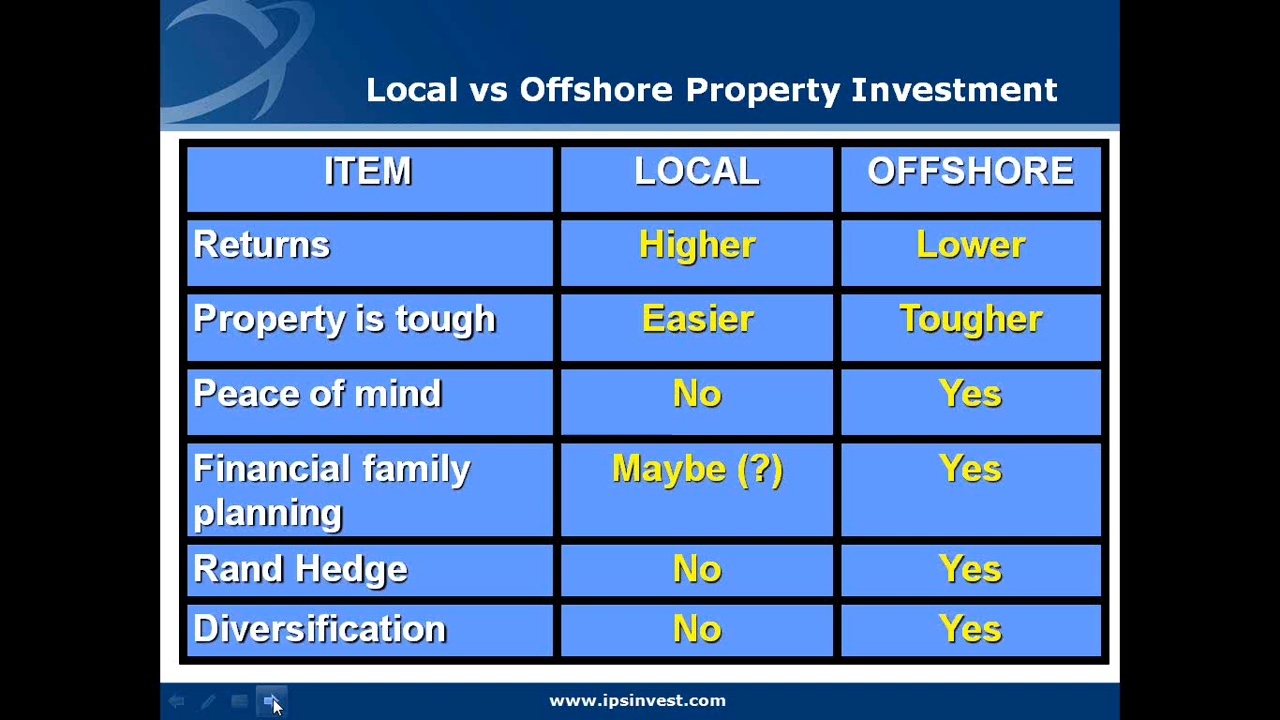 Local vs Offshore Property Investment
ITEM LOCAL OFFSHORE
Returns Higher Lower
Property is tough Easier Tougher
Peace of mind No Yes
Financial family Maybe (?) Yes
planning
Rand Hedge No Yes
Diversification No Yes
www.ipsinvest.com